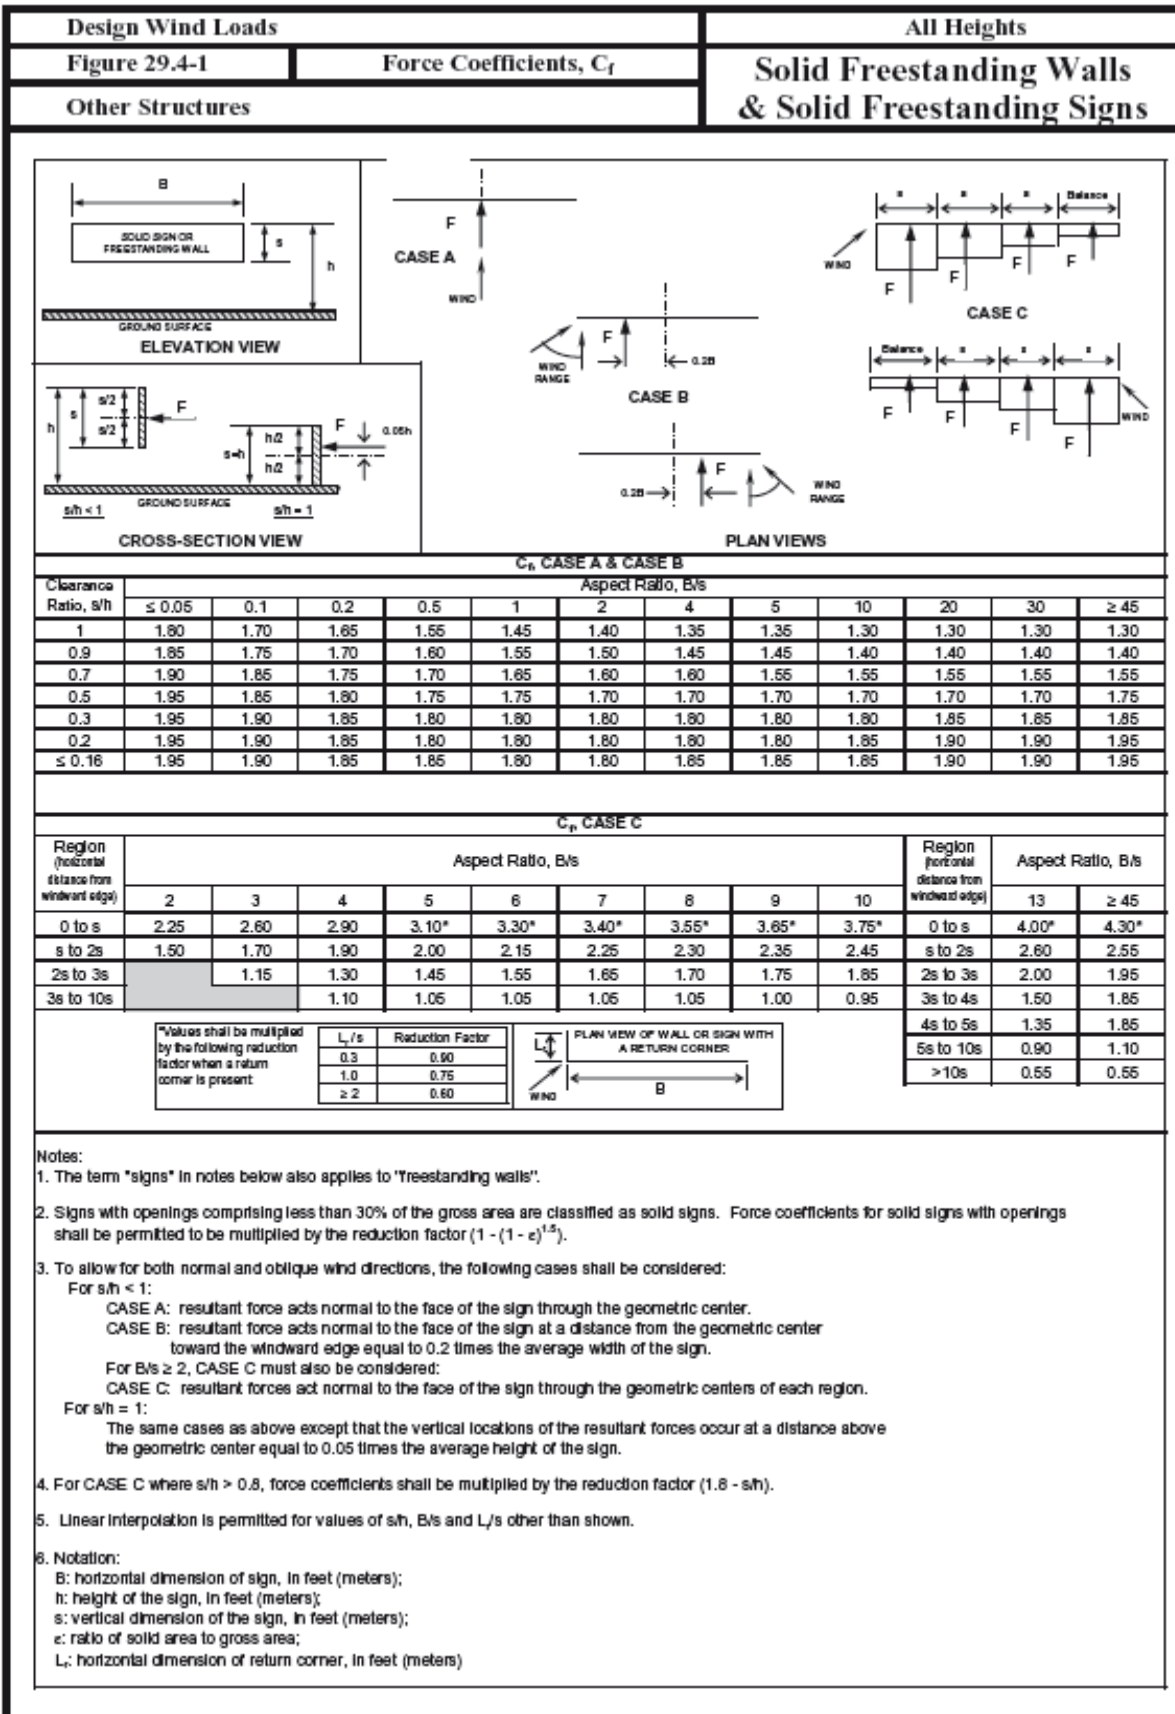 Design Wind Loads
All Heights
Figure 29.4-1
Force Coefficients, Cf
Solid Freestanding Walls
& Solid Freestanding Signs
Other Structures
B
SOLID SIGN OR
FREESTANDING WALL
s
h
GROUND SURFACE
ELEVATION VIEW
F
CASE A
WIND
F
0.2B
WIND
RANGE
CASE B
F
0.2B
WIND
RANGE
s s s Balance
WIND
F F F F
CASE C
Balance s s s
F F F F
WIND
h s s/2 s/2 F
s=h h/2 h/2 F 0.05h
GROUND SURFACE
s/h < 1
s/h = 1
CROSS-SECTION VIEW
PLAN VIEWS
Cf, CASE A & CASE B
Clearance Ratio, s/h
Aspect Ratio, B/s
≤ 0.05 0.1 0.2 0.5 1 2 4 5 10 20 30 ≥ 45
1 1.80 1.70 1.65 1.55 1.45 1.40 1.35 1.35 1.30 1.30 1.30 1.30
0.9 1.85 1.75 1.70 1.60 1.55 1.50 1.45 1.45 1.40 1.40 1.40 1.40
0.7 1.90 1.85 1.75 1.70 1.65 1.60 1.60 1.55 1.55 1.55 1.55 1.55
0.5 1.95 1.85 1.80 1.75 1.75 1.70 1.70 1.70 1.70 1.70 1.70 1.75
0.3 1.95 1.90 1.85 1.80 1.80 1.80 1.80 1.80 1.80 1.85 1.85 1.85
0.2 1.95 1.90 1.85 1.80 1.80 1.80 1.80 1.80 1.85 1.90 1.90 1.95
≤ 0.16 1.95 1.90 1.85 1.85 1.80 1.80 1.85 1.85 1.85 1.90 1.90 1.95
Cf, CASE C
Region
(horizontal
distance from
windward edge)
Aspect Ratio, B/s
2 3 4 5 6 7 8 9 10
0 to s 2.25 2.60 2.90 3.10* 3.30* 3.40* 3.55* 3.65* 3.75*
s to 2s 1.50 1.70 1.90 2.00 2.15 2.25 2.30 2.35 2.45
2s to 3s 1.15 1.30 1.45 1.55 1.65 1.70 1.75 1.85
3s to 10s 1.10 1.05 1.05 1.05 1.05 1.00 0.95
Region
(horizontal
distance from
windward edge)
Aspect Ratio, B/s
13 ≥ 45
0 to s 4.00* 4.30*
s to 2s 2.60 2.55
2s to 3s 2.00 1.95
3s to 4s 1.50 1.85
4s to 5s 1.35 1.85
5s to 10s 0.90 1.10
>10s 0.55 0.55
*Values shall be multiplied
by the following reduction
factor when a return
corner is present:
Lr/s Reduction Factor
0.3 0.90
1.0 0.75
≥ 2 0.60
PLAN VIEW OF WALL OR SIGN WITH
A RETURN CORNER
Lr
WIND
B
Notes:
1. The term "signs" in notes below also applies to "freestanding walls".
2. Signs with openings comprising less than 30% of the gross area are classified as solid signs. Force coefficients for solid signs with openings
shall be permitted to be multiplied by the reduction factor (1 - (1 - ε)^1.5).
3. To allow for both normal and oblique wind directions, the following cases shall be considered:
For s/h < 1:
CASE A: resultant force acts normal to the face of the sign through the geometric center.
CASE B: resultant force acts normal to the face of the sign at a distance from the geometric center
toward the windward edge equal to 0.2 times the average width of the sign.
For B/s ≥ 2, CASE C must also be considered:
CASE C: resultant forces act normal to the face of the sign through the geometric centers of each region.
For s/h = 1:
The same cases as above except that the vertical locations of the resultant forces occur at a distance above
the geometric center equal to 0.05 times the average height of the sign.
4. For CASE C where s/h > 0.8, force coefficients shall be multiplied by the reduction factor (1.8 - s/h).
5. Linear interpolation is permitted for values of s/h, B/s and Lr/s other than shown.
6. Notation:
B: horizontal dimension of sign, in feet (meters);
h: height of the sign, in feet (meters);
s: vertical dimension of the sign, in feet (meters);
ε: ratio of solid area to gross area;
Lr: horizontal dimension of return corner, in feet (meters)